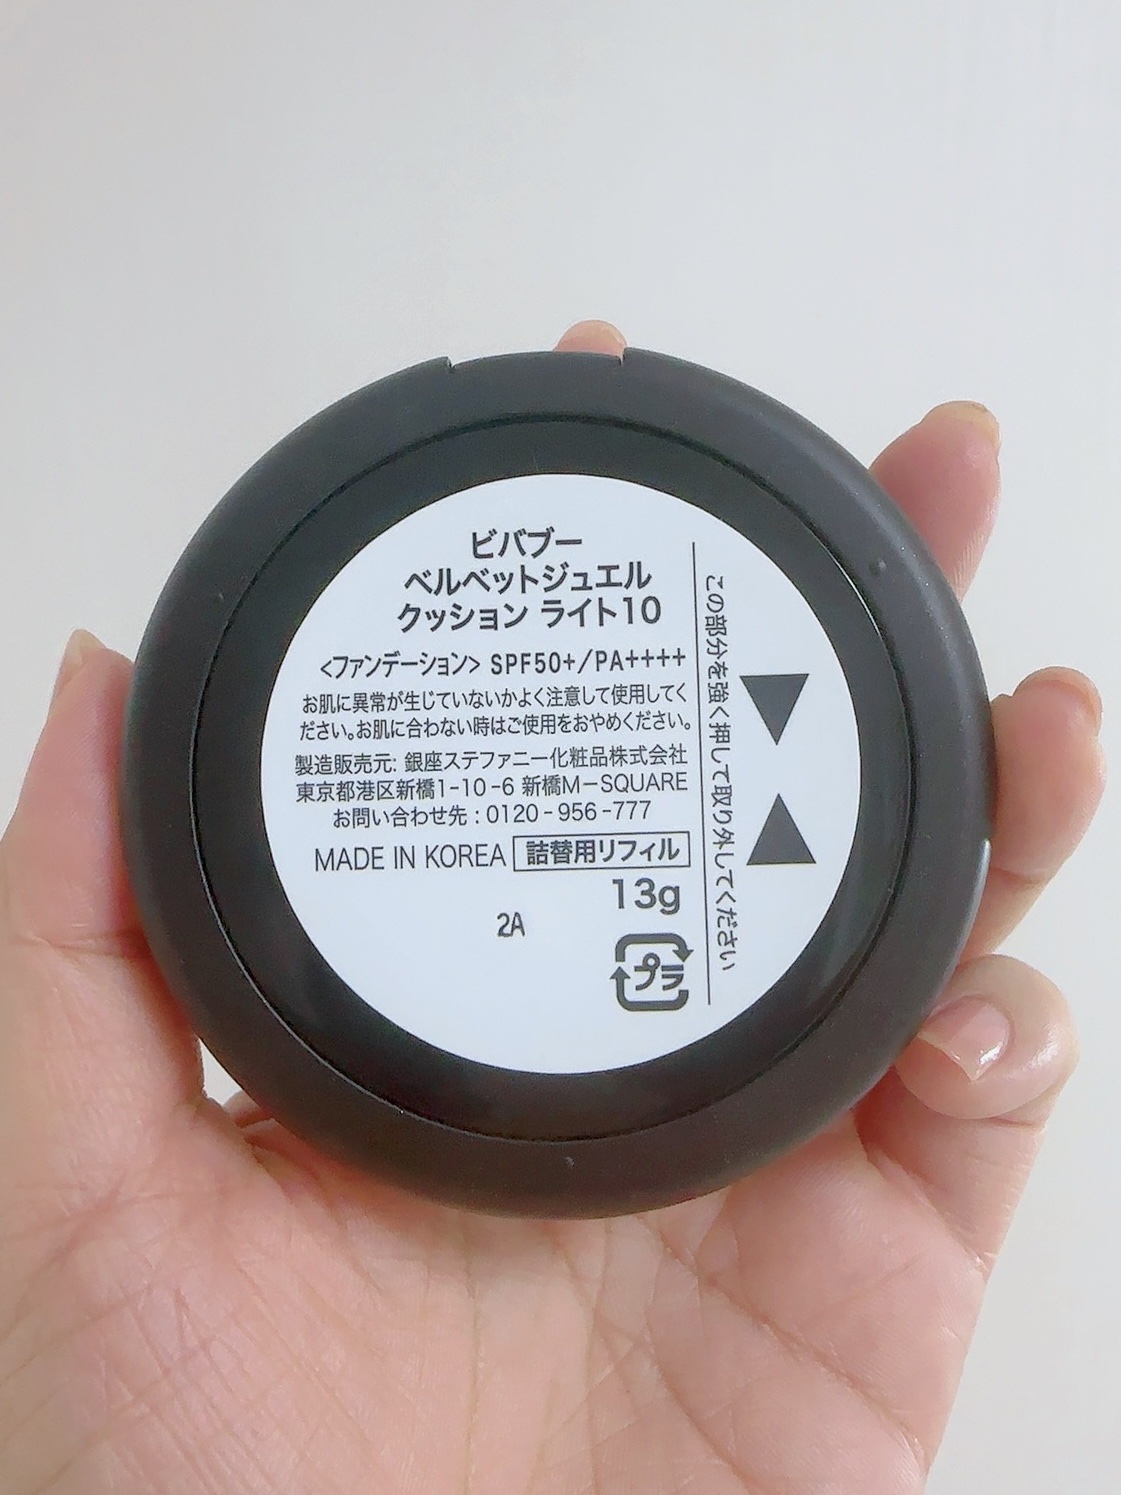 ビバブー
ベルベットジュエル
クッション ライト10
<ファンデーション> SPF50+/PA++++
お肌に異常が生じていないかよく注意して使用してく
ださい。お肌に合わない時はご使用をおやめください。
製造販売元: 銀座ステファニー化粧品株式会社
東京都港区新橋1-10-6 新橋M-SQUARE
お問い合わせ先 : 0120-956-777
MADE IN KOREA 詰替用リフィル
13g
2A
プラ
この部分を強く押して取り外してください